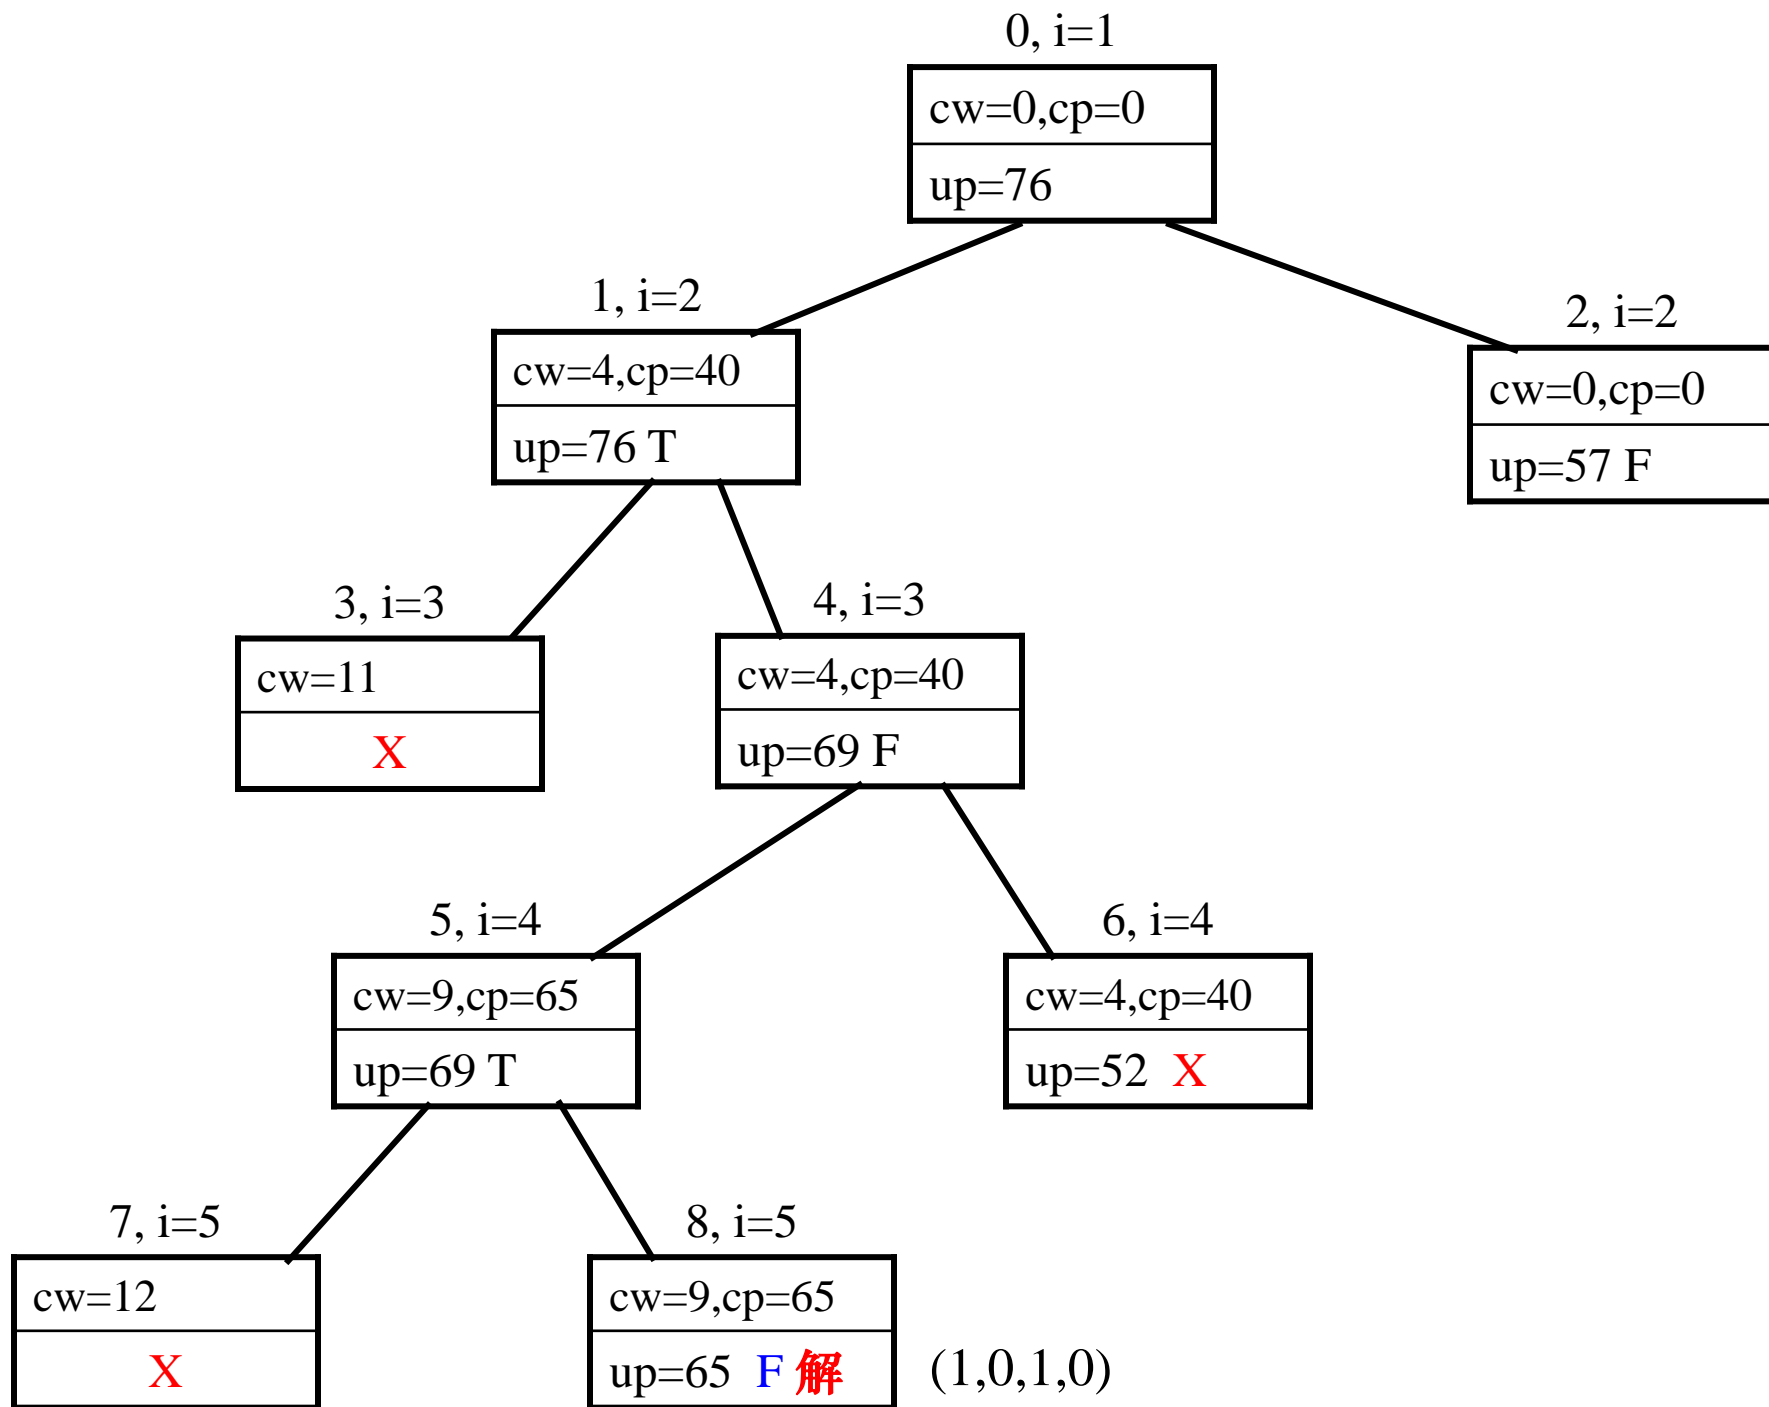 0, i=1
cw=0,cp=0
up=76
1, i=2
cw=4,cp=40
up=76 T
2, i=2
cw=0,cp=0
up=57 F
3, i=3
cw=11
X
4, i=3
cw=4,cp=40
up=69 F
5, i=4
cw=9,cp=65
up=69 T
6, i=4
cw=4,cp=40
up=52 X
7, i=5
cw=12
X
8, i=5
cw=9,cp=65
up=65 F 解
(1,0,1,0)